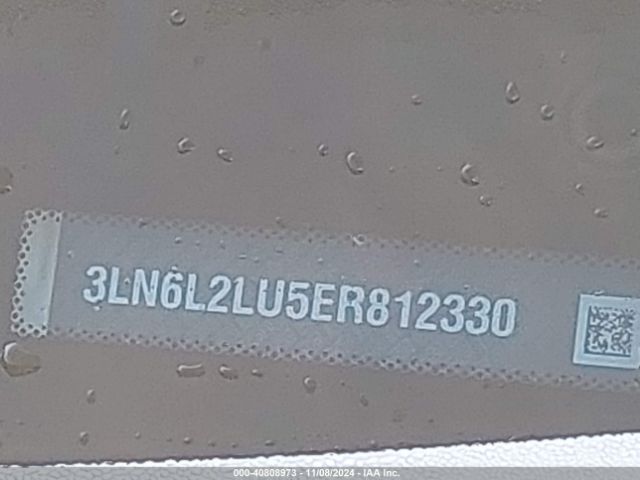 3LN6L2LU5ER812330
000-40808973 - 11/08/2024 - IAA Inc.